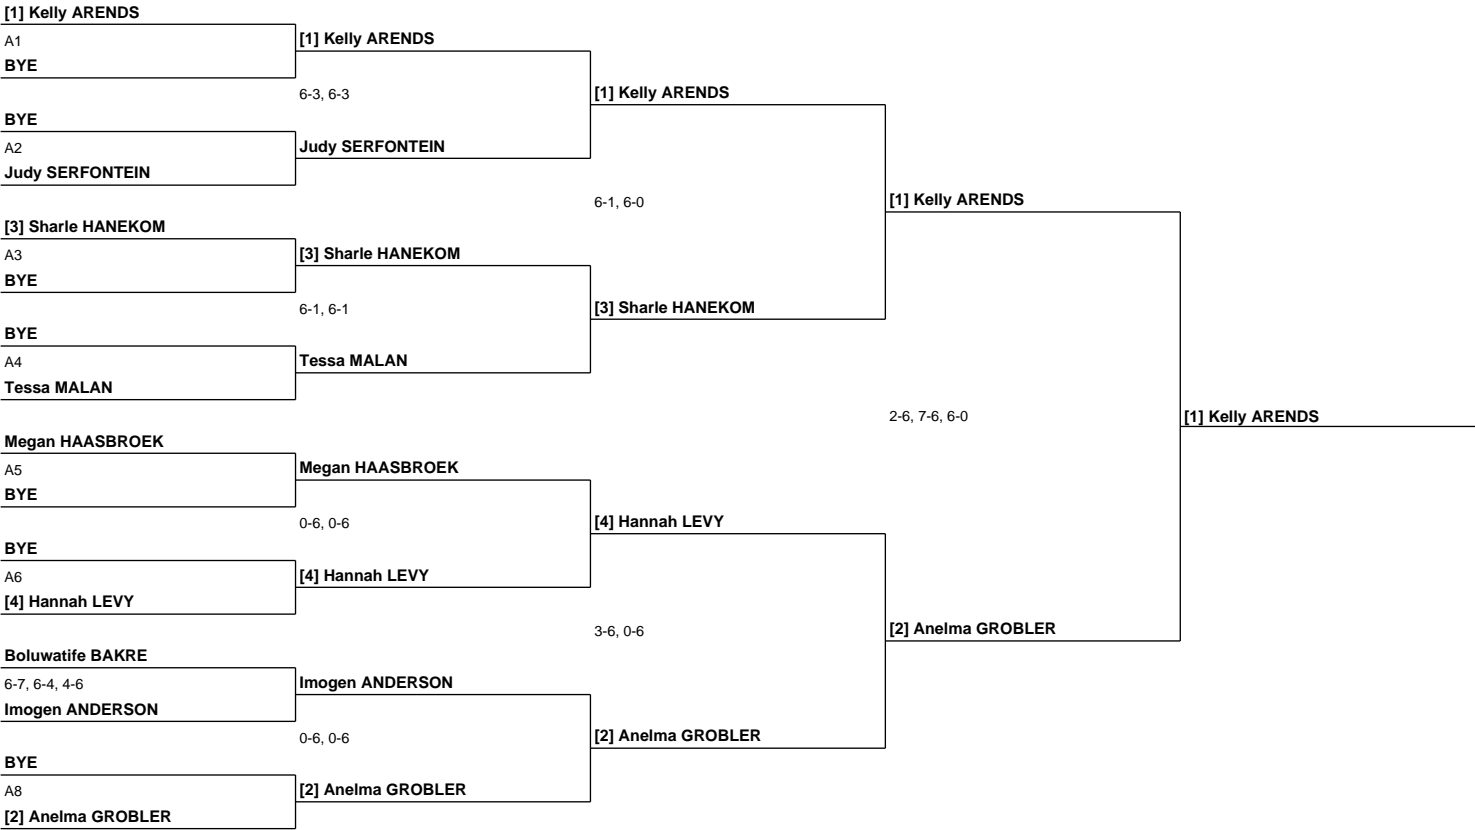 [1] Kelly ARENDS
A1
BYE
BYE
A2
Judy SERFONTEIN
[3] Sharle HANEKOM
A3
BYE
BYE
A4
Tessa MALAN
Megan HAASBROEK
A5
BYE
BYE
A6
[4] Hannah LEVY
Boluwatife BAKRE
6-7, 6-4, 4-6
Imogen ANDERSON
BYE
A8
[2] Anelma GROBLER
[1] Kelly ARENDS
6-3, 6-3
Judy SERFONTEIN
[3] Sharle HANEKOM
6-1, 6-1
Tessa MALAN
Megan HAASBROEK
0-6, 0-6
[4] Hannah LEVY
Imogen ANDERSON
0-6, 0-6
[2] Anelma GROBLER
[1] Kelly ARENDS
6-1, 6-0
[3] Sharle HANEKOM
[4] Hannah LEVY
3-6, 0-6
[2] Anelma GROBLER
[1] Kelly ARENDS
2-6, 7-6, 6-0
[2] Anelma GROBLER
[1] Kelly ARENDS